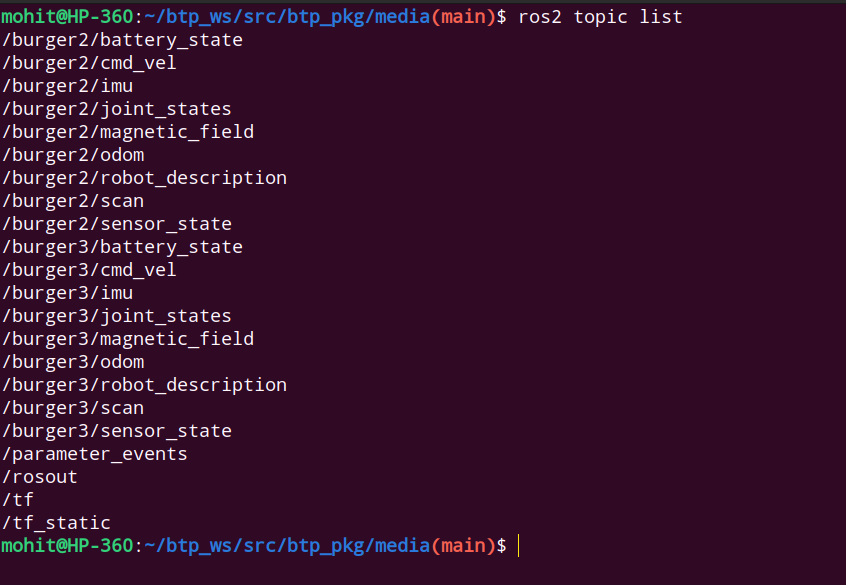 mohit@HP-360:~/btp_ws/src/btp_pkg/media(main)$ ros2 topic list
/burger2/battery_state
/burger2/cmd_vel
/burger2/imu
/burger2/joint_states
/burger2/magnetic_field
/burger2/odom
/burger2/robot_description
/burger2/scan
/burger2/sensor_state
/burger3/battery_state
/burger3/cmd_vel
/burger3/imu
/burger3/joint_states
/burger3/magnetic_field
/burger3/odom
/burger3/robot_description
/burger3/scan
/burger3/sensor_state
/parameter_events
/rosout
/tf
/tf_static
mohit@HP-360:~/btp_ws/src/btp_pkg/media(main)$